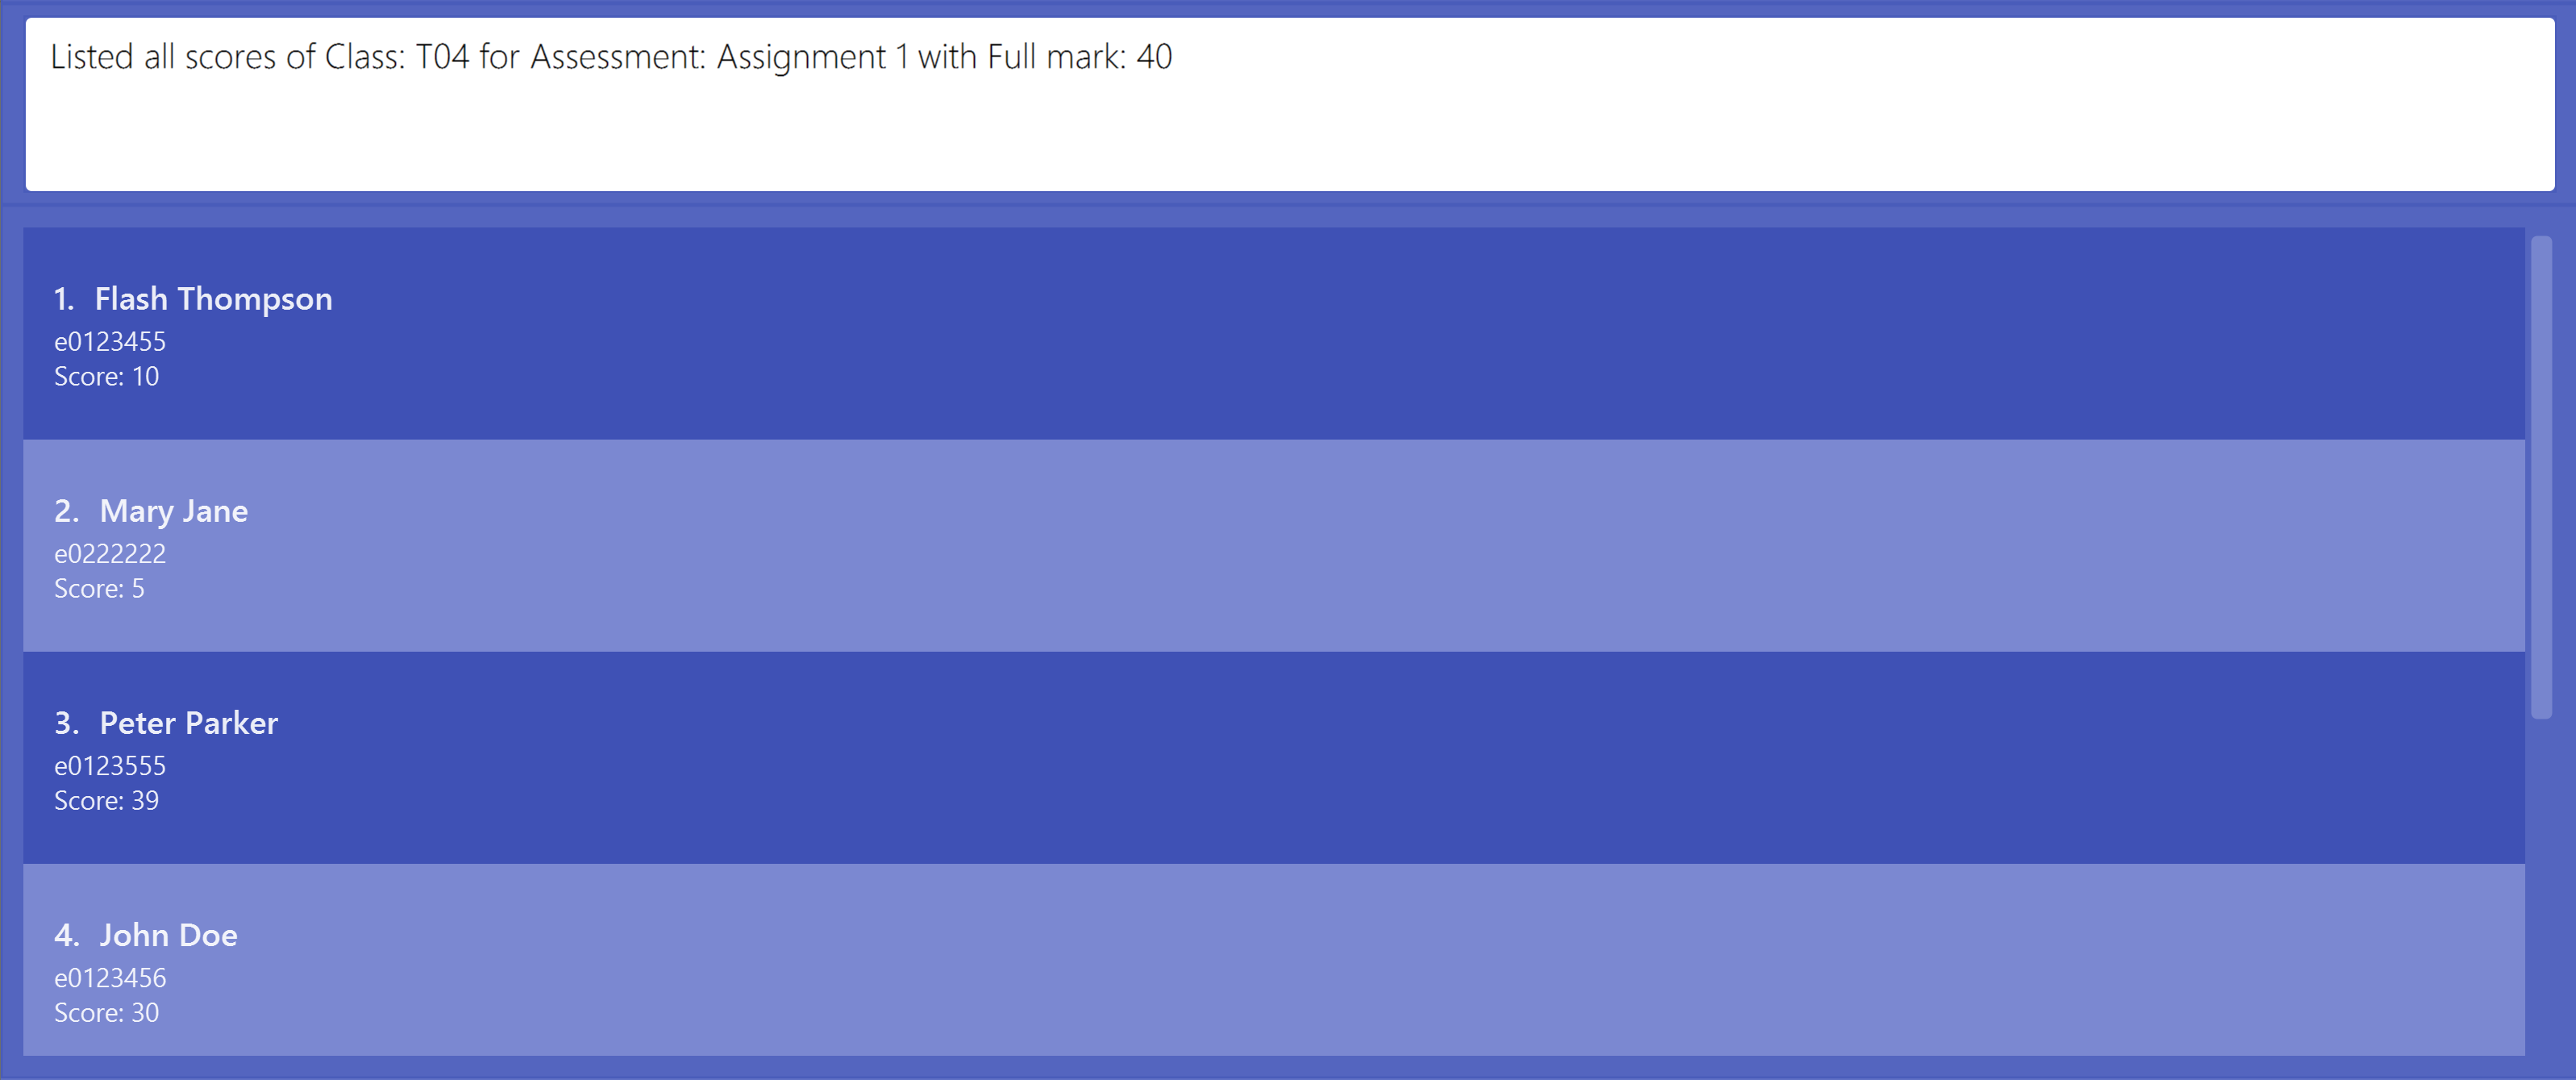 Listed all scores of Class: T04 for Assessment: Assignment 1 with Full mark: 40
1. Flash Thompson
e0123455
Score: 10
2. Mary Jane
e0222222
Score: 5
3. Peter Parker
e0123555
Score: 39
4. John Doe
e0123456
Score: 30